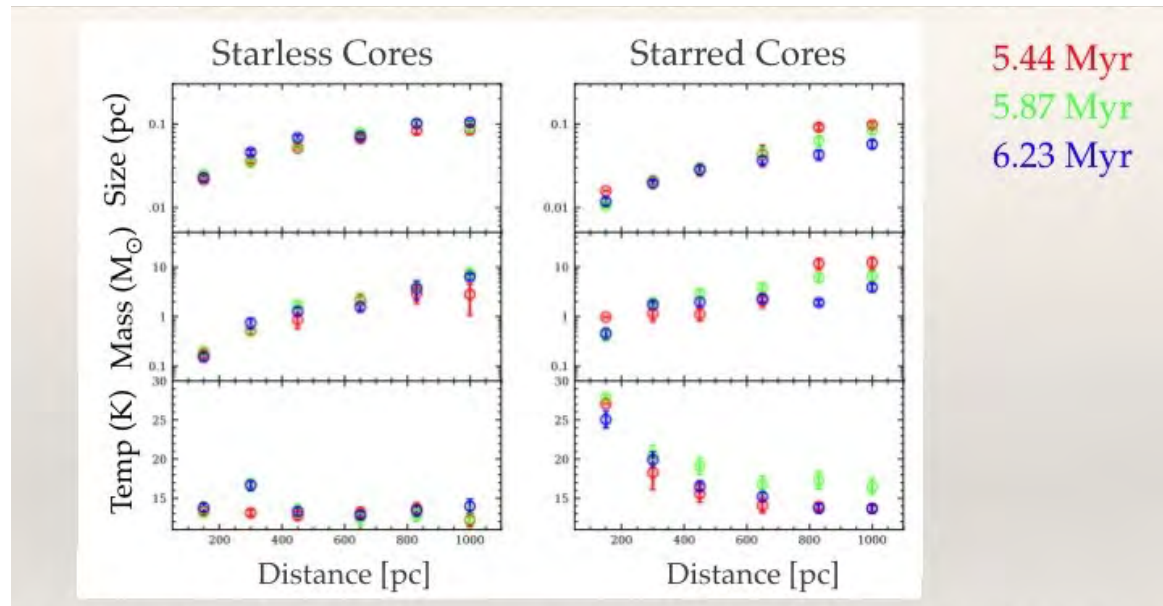 Starless Cores
Starred Cores
5.44 Myr
5.87 Myr
6.23 Myr
Size (pc)
0.1
0.01
0.1
0.01
Mass (M⊙)
10
1
0.1
10
1
0.1
Temp (K)
30
25
20
15
30
25
20
15
200 400 600 800 1000
200 400 600 800 1000
Distance [pc]
Distance [pc]